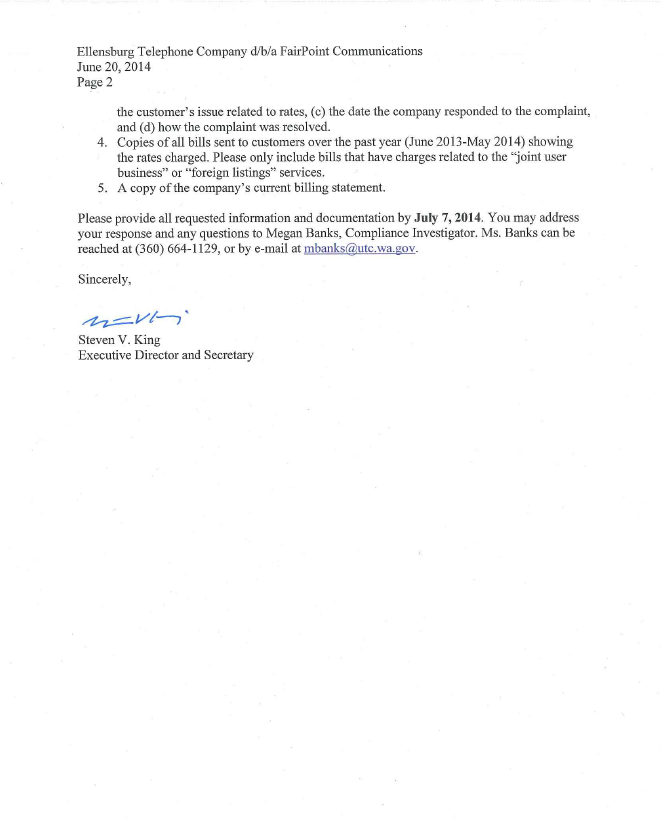 Ellensburg Telephone Company d/b/a FairPoint Communications
June 20, 2014
Page 2
the customer's issue related to rates, (c) the date the company responded to the complaint,
and (d) how the complaint was resolved.
4. Copies of all bills sent to customers over the past year (June 2013-May 2014) showing
the rates charged. Please only include bills that have charges related to the "joint user
business" or "foreign listings" services.
5. A copy of the company's current billing statement.
Please provide all requested information and documentation by July 7, 2014. You may address
your response and any questions to Megan Banks, Compliance Investigator. Ms. Banks can be
reached at (360) 664-1129, or by e-mail at mbanks@utc.wa.gov.
Sincerely,
Steven V. King
Executive Director and Secretary